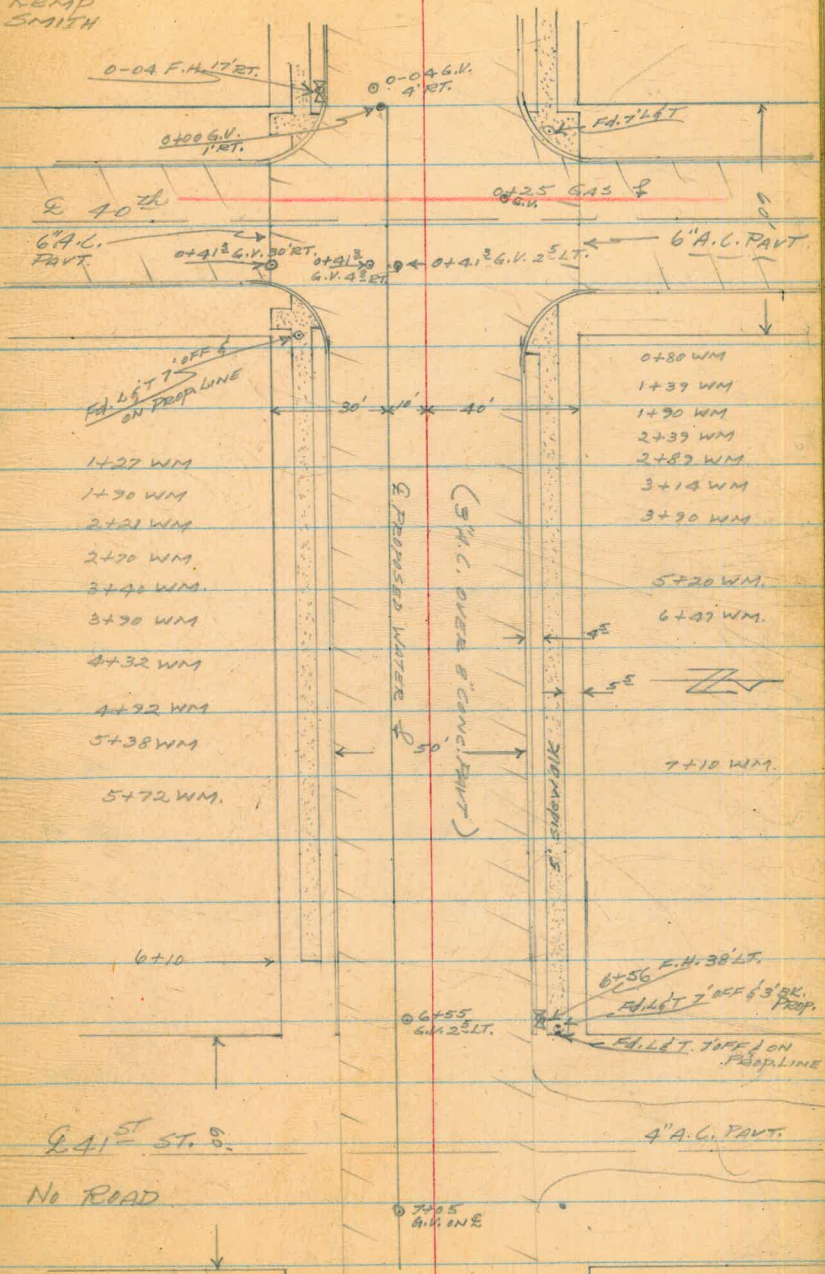 KEMP
SMITH
0-04 F.H. 17' RT.
0-04 G.V.
4' RT.
0+00 G.V.
1' RT.
Fd. 7' L&T
℄ 40th
0+25 GAS ℄
G.V.
60'
6" A.C.
PAVT.
0+41³ G.V. 30' RT.
0+41³
G.V. 4⁸ RT.
0+41³ G.V. 2⁵ LT.
6" A.C. PAVT.
Fd. L&T 7' OFF ℄
ON PROP. LINE
30'
10'
40'
0+80 WM
1+39 WM
1+90 WM
2+39 WM
2+89 WM
3+14 WM
3+90 WM
5+20 WM.
6+47 WM.
7+10 WM.
1+27 WM
1+90 WM
2+21 WM
2+70 WM
3+40 WM.
3+90 WM
4+32 WM
4+92 WM
5+38 WM
5+72 WM.
℄ PROPOSED WATER ℄
(3" A.C. OVER 8" CONC. PAVT)
4⁵
5⁵
50'
5' SIDEWALK
6+10
6+56 F.H. 38' LT.
Fd. L&T 7' OFF ℄ 3' BK.
PROP.
Fd. L&T. 7' OFF ℄ ON
PROP. LINE
6+55
G.V. 2⁵ LT.
℄ 41ST ST.
60'
4" A.C. PAVT.
NO ROAD
7+05
G.V. ON ℄